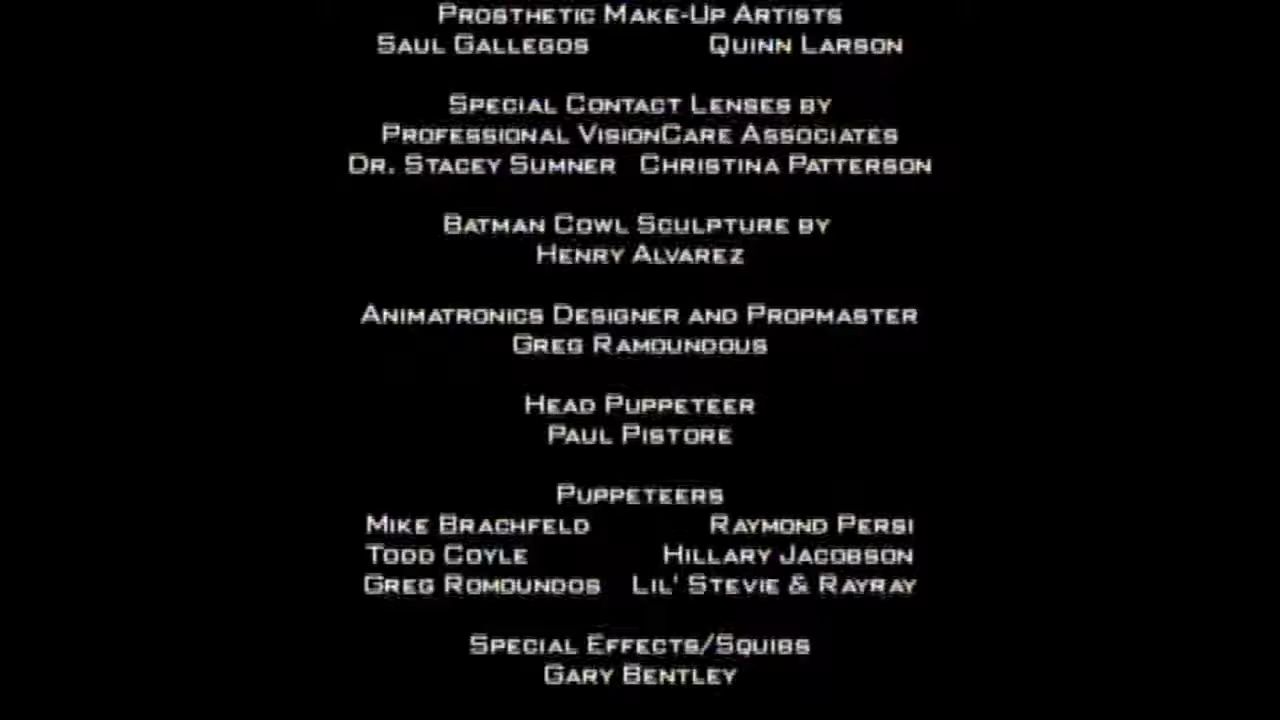 Prosthetic Make-Up Artists
Saul Gallegos Quinn Larson
Special Contact Lenses by
Professional VisionCare Associates
Dr. Stacey Sumner Christina Patterson
Batman Cowl Sculpture by
Henry Alvarez
Animatronics Designer and Propmaster
Greg Ramoundous
Head Puppeteer
Paul Pistore
Puppeteers
Mike Brachfeld Raymond Persi
Todd Coyle Hillary Jacobson
Greg Romoundos Lil' Stevie & Rayray
Special Effects/Squibs
Gary Bentley